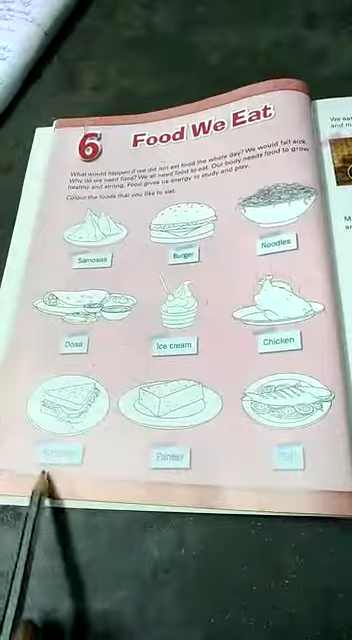 6 Food We Eat
What would happen if we did not eat food the whole day? We would fall sick.
Why do we need food? We all need food to eat. Our body needs food to grow
healthy and strong. Food gives us energy to study and play.
Colour the foods that you like to eat.
Samosas
Burger
Noodles
Dosa
Ice cream
Chicken
Paneer
We eat